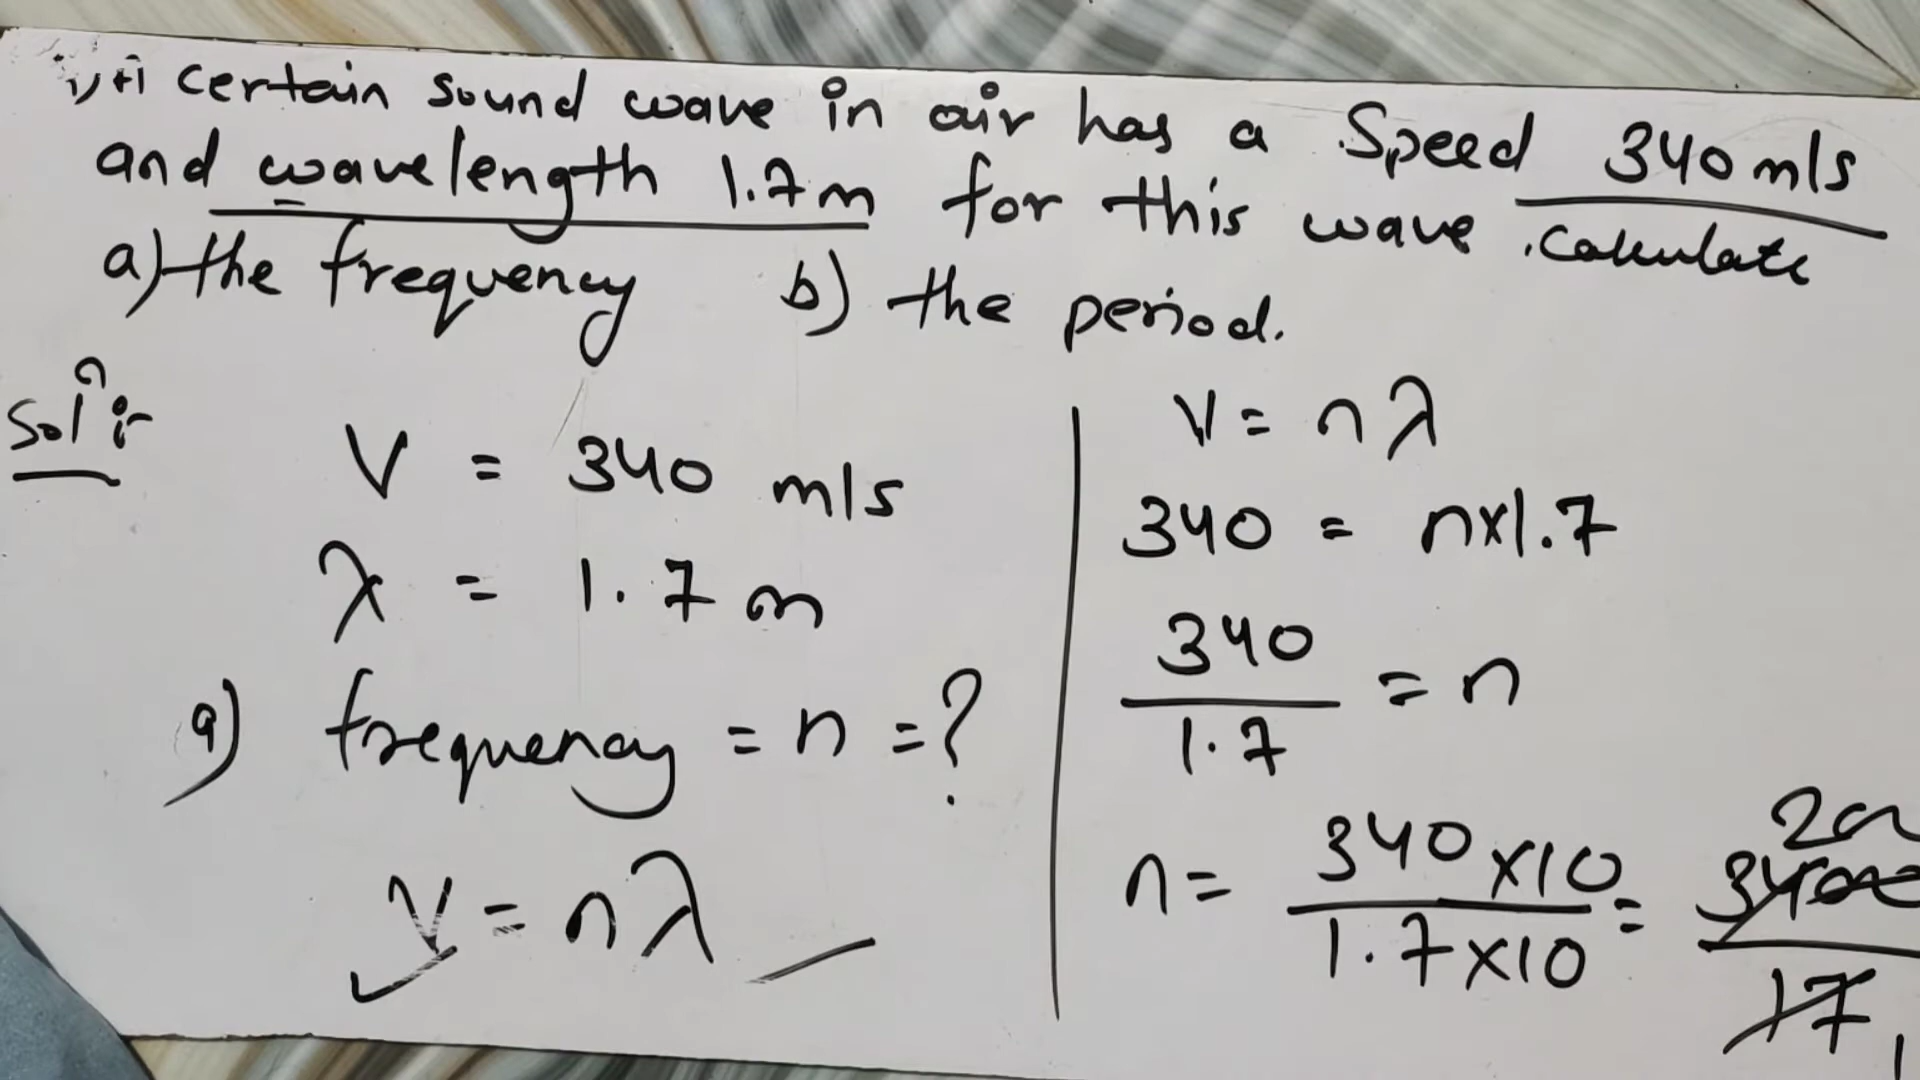 certain sound wave in air has a speed 340 m/s
and wavelength 1.7 m for this wave calculate
a) the frequency b) the period.
Solⁿ:-
V = 340 m/s
λ = 1.7 m
a) frequency = n = ?
V = nλ
V = nλ
340 = n×1.7
340/1.7 = n
n = 340×10/1.7×10 = 3400/17